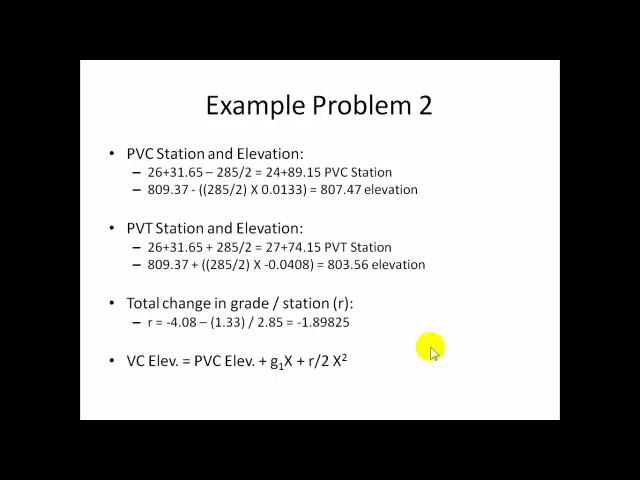 Example Problem 2
• PVC Station and Elevation:
– 26+31.65 – 285/2 = 24+89.15 PVC Station
– 809.37 - ((285/2) X 0.0133) = 807.47 elevation
• PVT Station and Elevation:
– 26+31.65 + 285/2 = 27+74.15 PVT Station
– 809.37 + ((285/2) X -0.0408) = 803.56 elevation
• Total change in grade / station (r):
– r = -4.08 – (1.33) / 2.85 = -1.89825
• VC Elev. = PVC Elev. + g₁X + r/2 X²